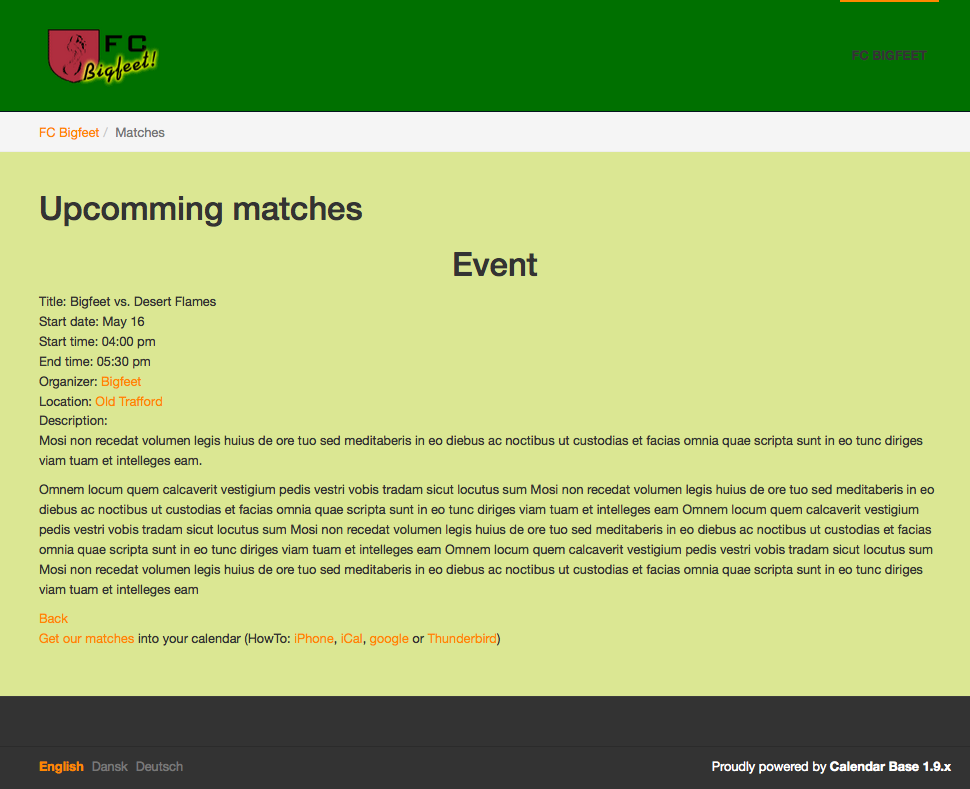 FC
Bigfeet!
FC BIGFEET
FC Bigfeet / Matches
Upcomming matches
Event
Title: Bigfeet vs. Desert Flames
Start date: May 16
Start time: 04:00 pm
End time: 05:30 pm
Organizer: Bigfeet
Location: Old Trafford
Description:
Mosi non recedat volumen legis huius de ore tuo sed meditaberis in eo diebus ac noctibus ut custodias et facias omnia quae scripta sunt in eo tunc diriges
viam tuam et intelleges eam.
Omnem locum quem calcaverit vestigium pedis vestri vobis tradam sicut locutus sum Mosi non recedat volumen legis huius de ore tuo sed meditaberis in eo
diebus ac noctibus ut custodias et facias omnia quae scripta sunt in eo tunc diriges viam tuam et intelleges eam Omnem locum quem calcaverit vestigium
pedis vestri vobis tradam sicut locutus sum Mosi non recedat volumen legis huius de ore tuo sed meditaberis in eo diebus ac noctibus ut custodias et facias
omnia quae scripta sunt in eo tunc diriges viam tuam et intelleges eam Omnem locum quem calcaverit vestigium pedis vestri vobis tradam sicut locutus sum
Mosi non recedat volumen legis huius de ore tuo sed meditaberis in eo diebus ac noctibus ut custodias et facias omnia quae scripta sunt in eo tunc diriges
viam tuam et intelleges eam
Back
Get our matches into your calendar (HowTo: iPhone, iCal, google or Thunderbird)
English Dansk Deutsch
Proudly powered by Calendar Base 1.9.x